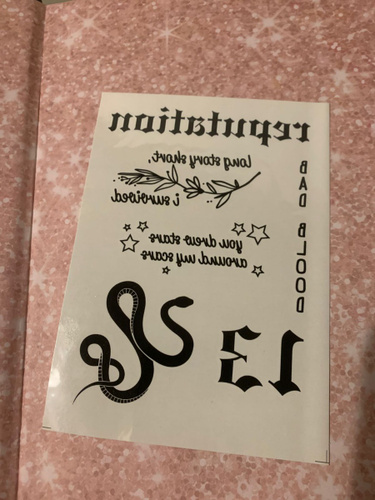 reputation
long story short,
i survived
BAD BLOOD
you drew stars
around my scars
13